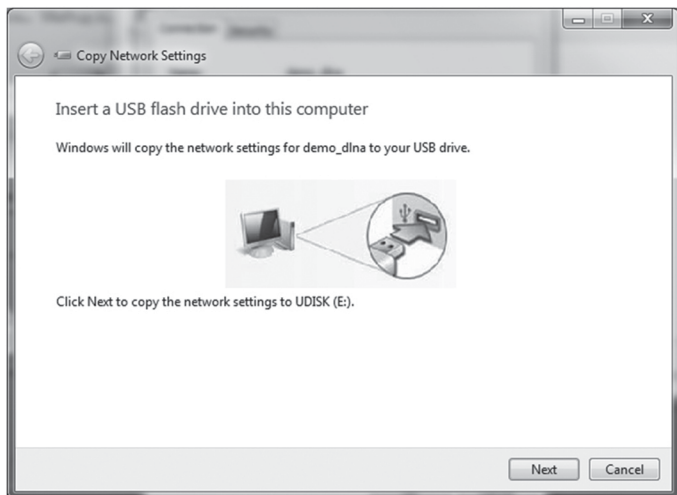 Copy Network Settings
Insert a USB flash drive into this computer
Windows will copy the network settings for demo_dlna to your USB drive.
Click Next to copy the network settings to UDISK (E:).
Next Cancel